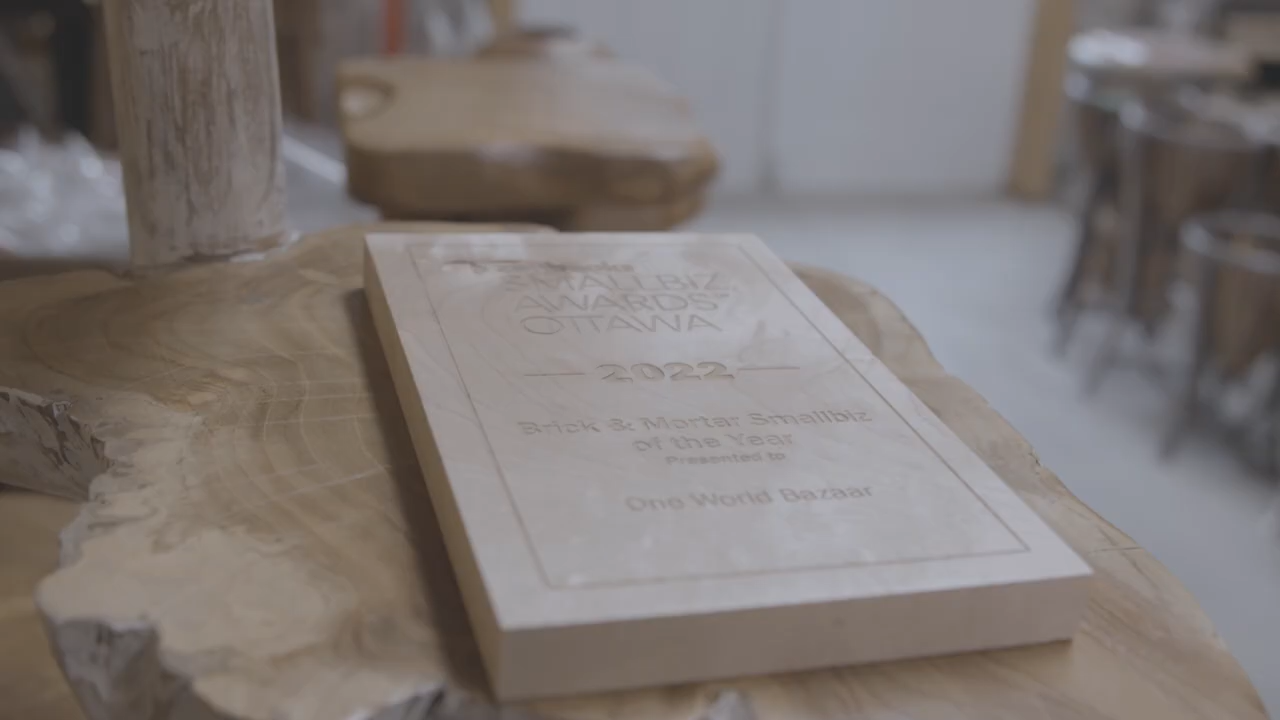 SMALLBIZ
AWARDS
OTTAWA
2022
Brick & Mortar Smallbiz
of the Year
Presented to
One World Bazaar